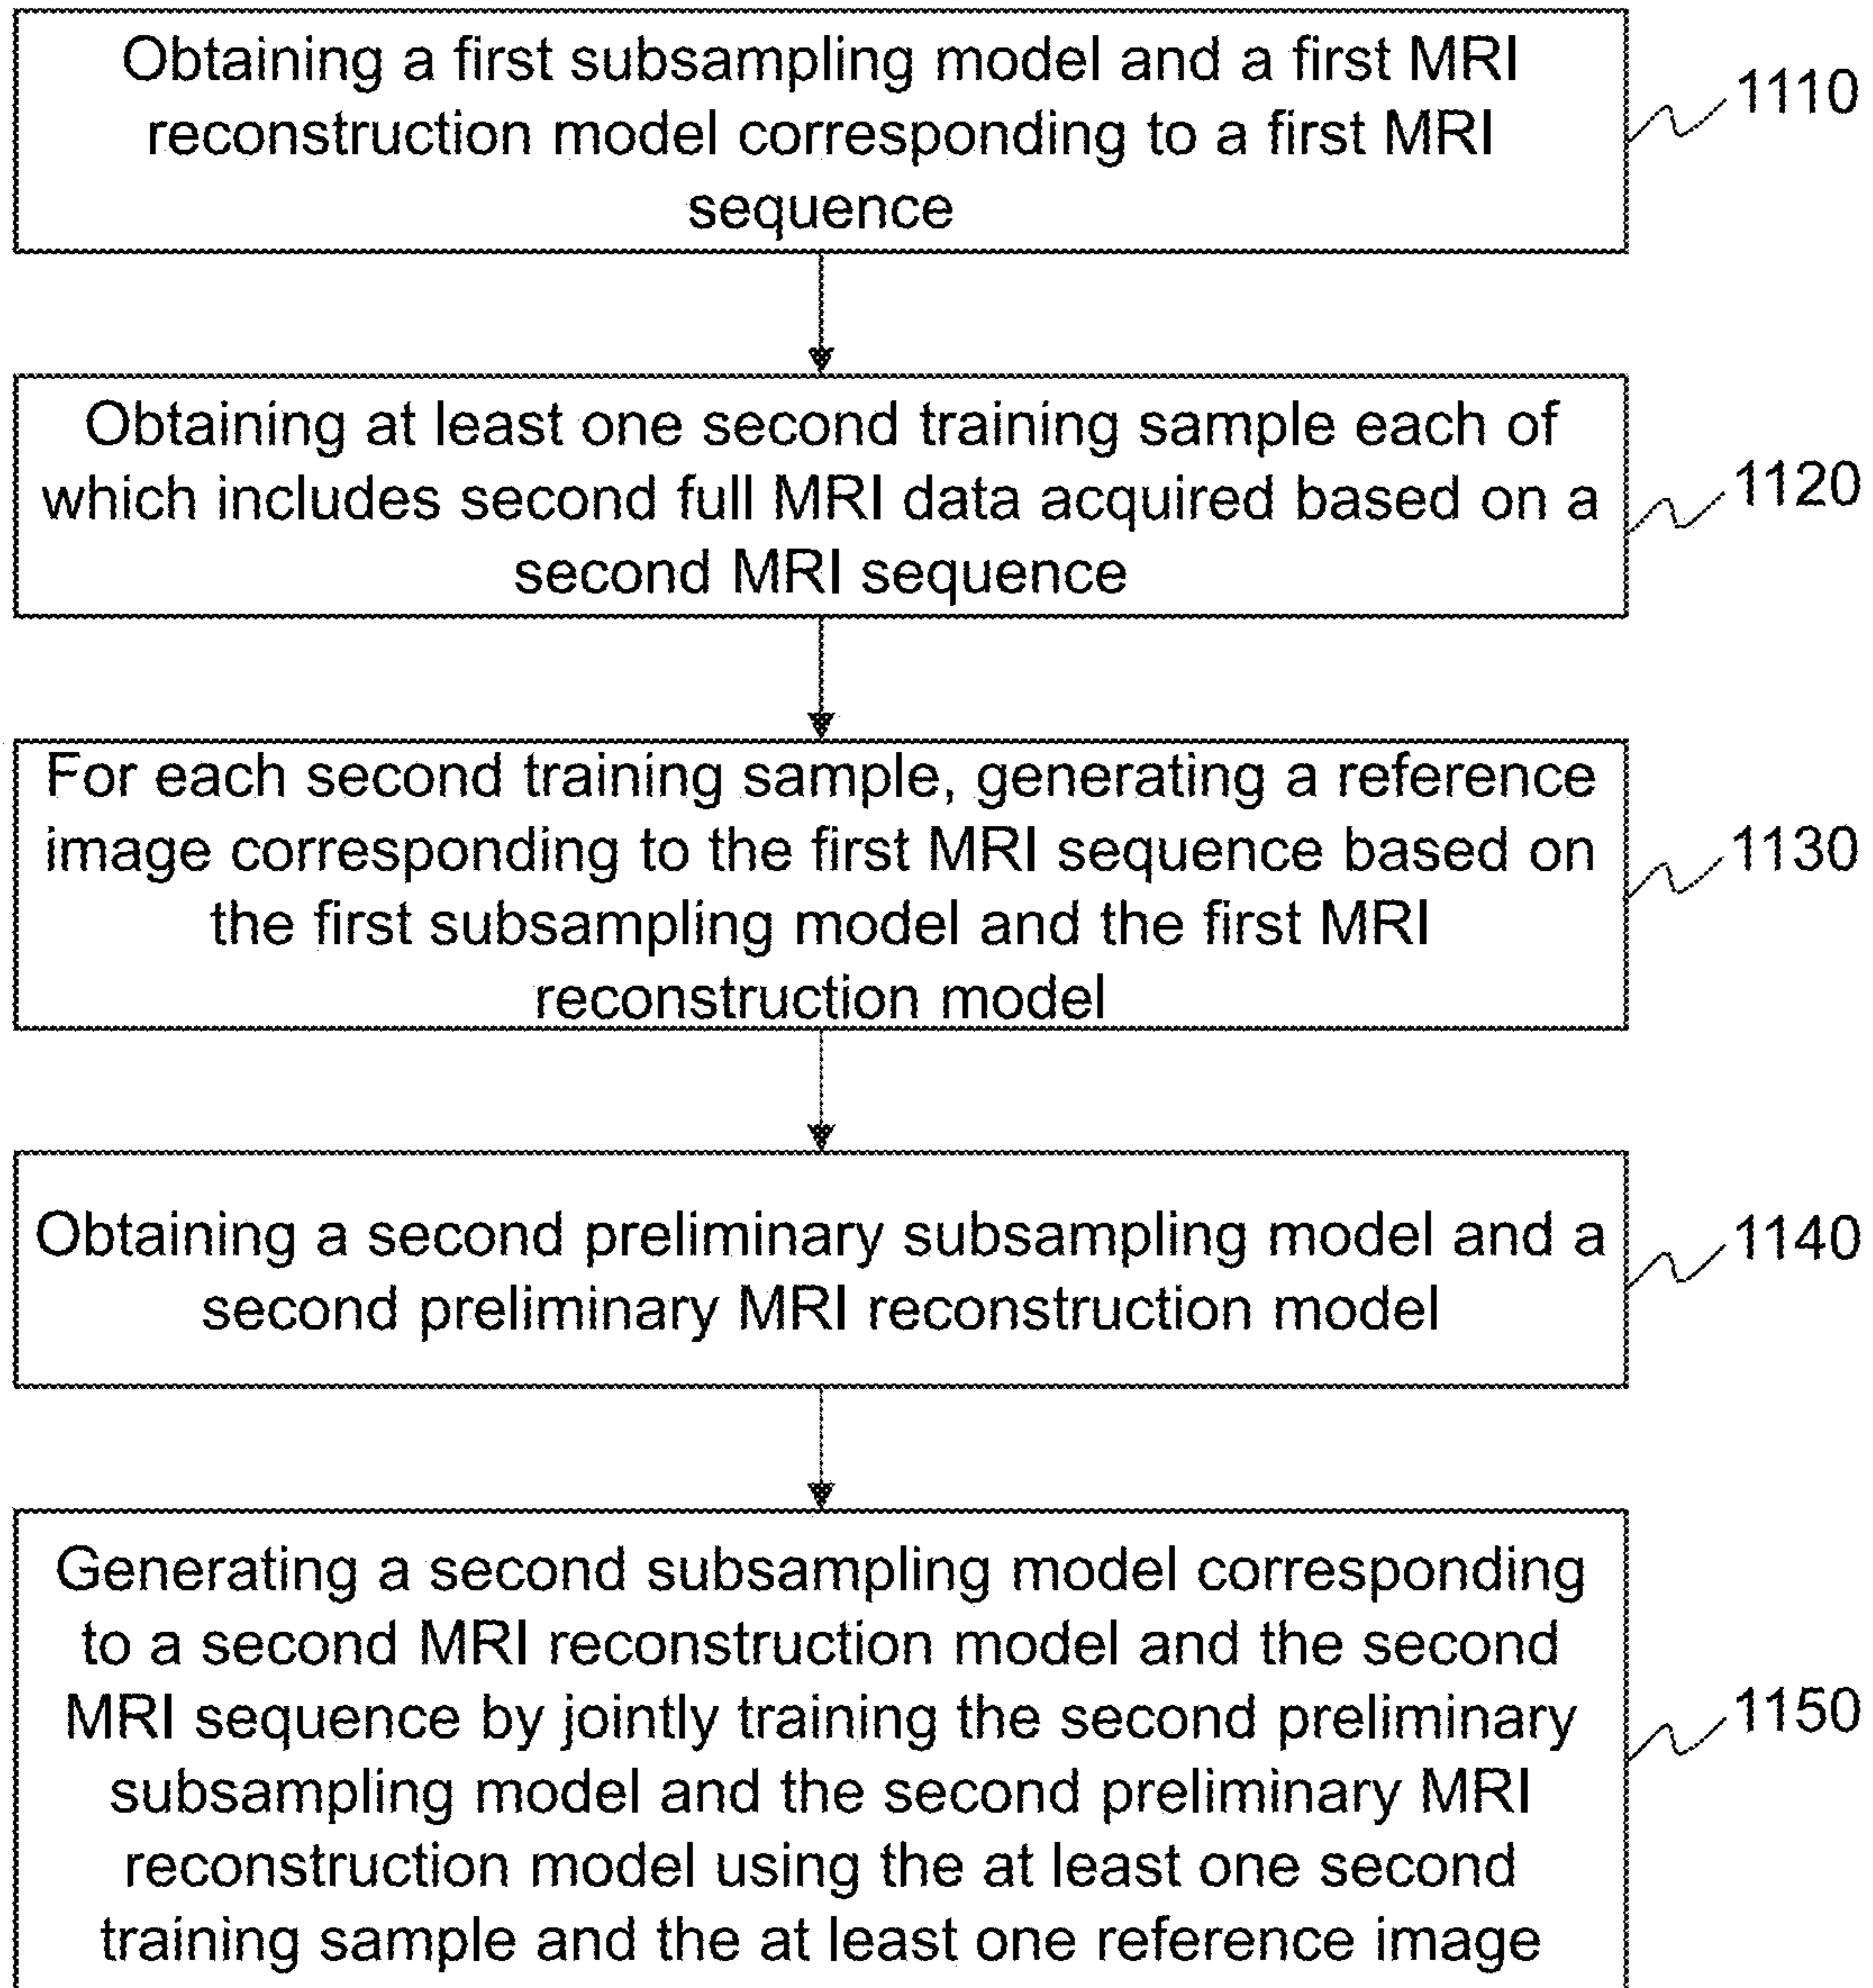 Obtaining a first subsampling model and a first MRI
reconstruction model corresponding to a first MRI
sequence
1110
Obtaining at least one second training sample each of
which includes second full MRI data acquired based on a
second MRI sequence
1120
For each second training sample, generating a reference
image corresponding to the first MRI sequence based on
the first subsampling model and the first MRI
reconstruction model
1130
Obtaining a second preliminary subsampling model and a
second preliminary MRI reconstruction model
1140
Generating a second subsampling model corresponding
to a second MRI reconstruction model and the second
MRI sequence by jointly training the second preliminary
subsampling model and the second preliminary MRI
reconstruction model using the at least one second
training sample and the at least one reference image
1150